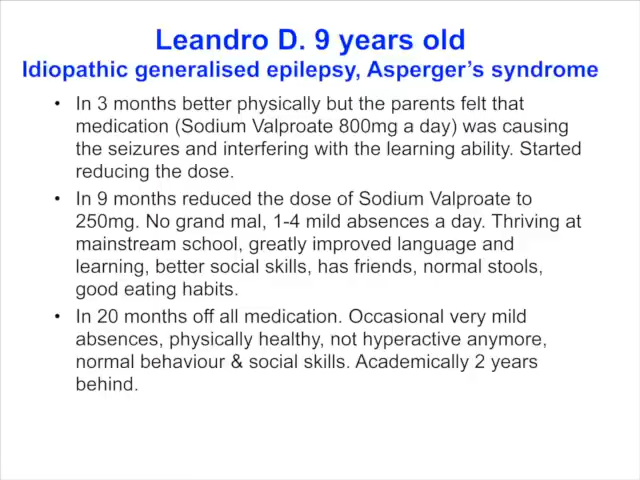 Leandro D. 9 years old
Idiopathic generalised epilepsy, Asperger's syndrome
• In 3 months better physically but the parents felt that
medication (Sodium Valproate 800mg a day) was causing
the seizures and interfering with the learning ability. Started
reducing the dose.
• In 9 months reduced the dose of Sodium Valproate to
250mg. No grand mal, 1-4 mild absences a day. Thriving at
mainstream school, greatly improved language and
learning, better social skills, has friends, normal stools,
good eating habits.
• In 20 months off all medication. Occasional very mild
absences, physically healthy, not hyperactive anymore,
normal behaviour & social skills. Academically 2 years
behind.